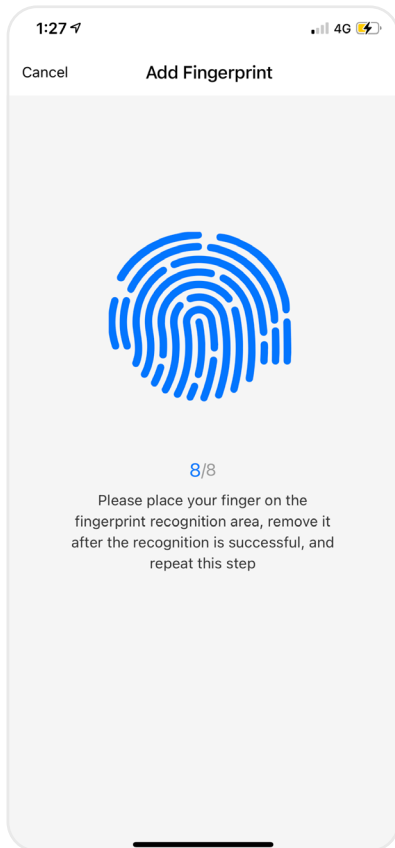 1:27
4G
Cancel
Add Fingerprint
8/8
Please place your finger on the
fingerprint recognition area, remove it
after the recognition is successful, and
repeat this step